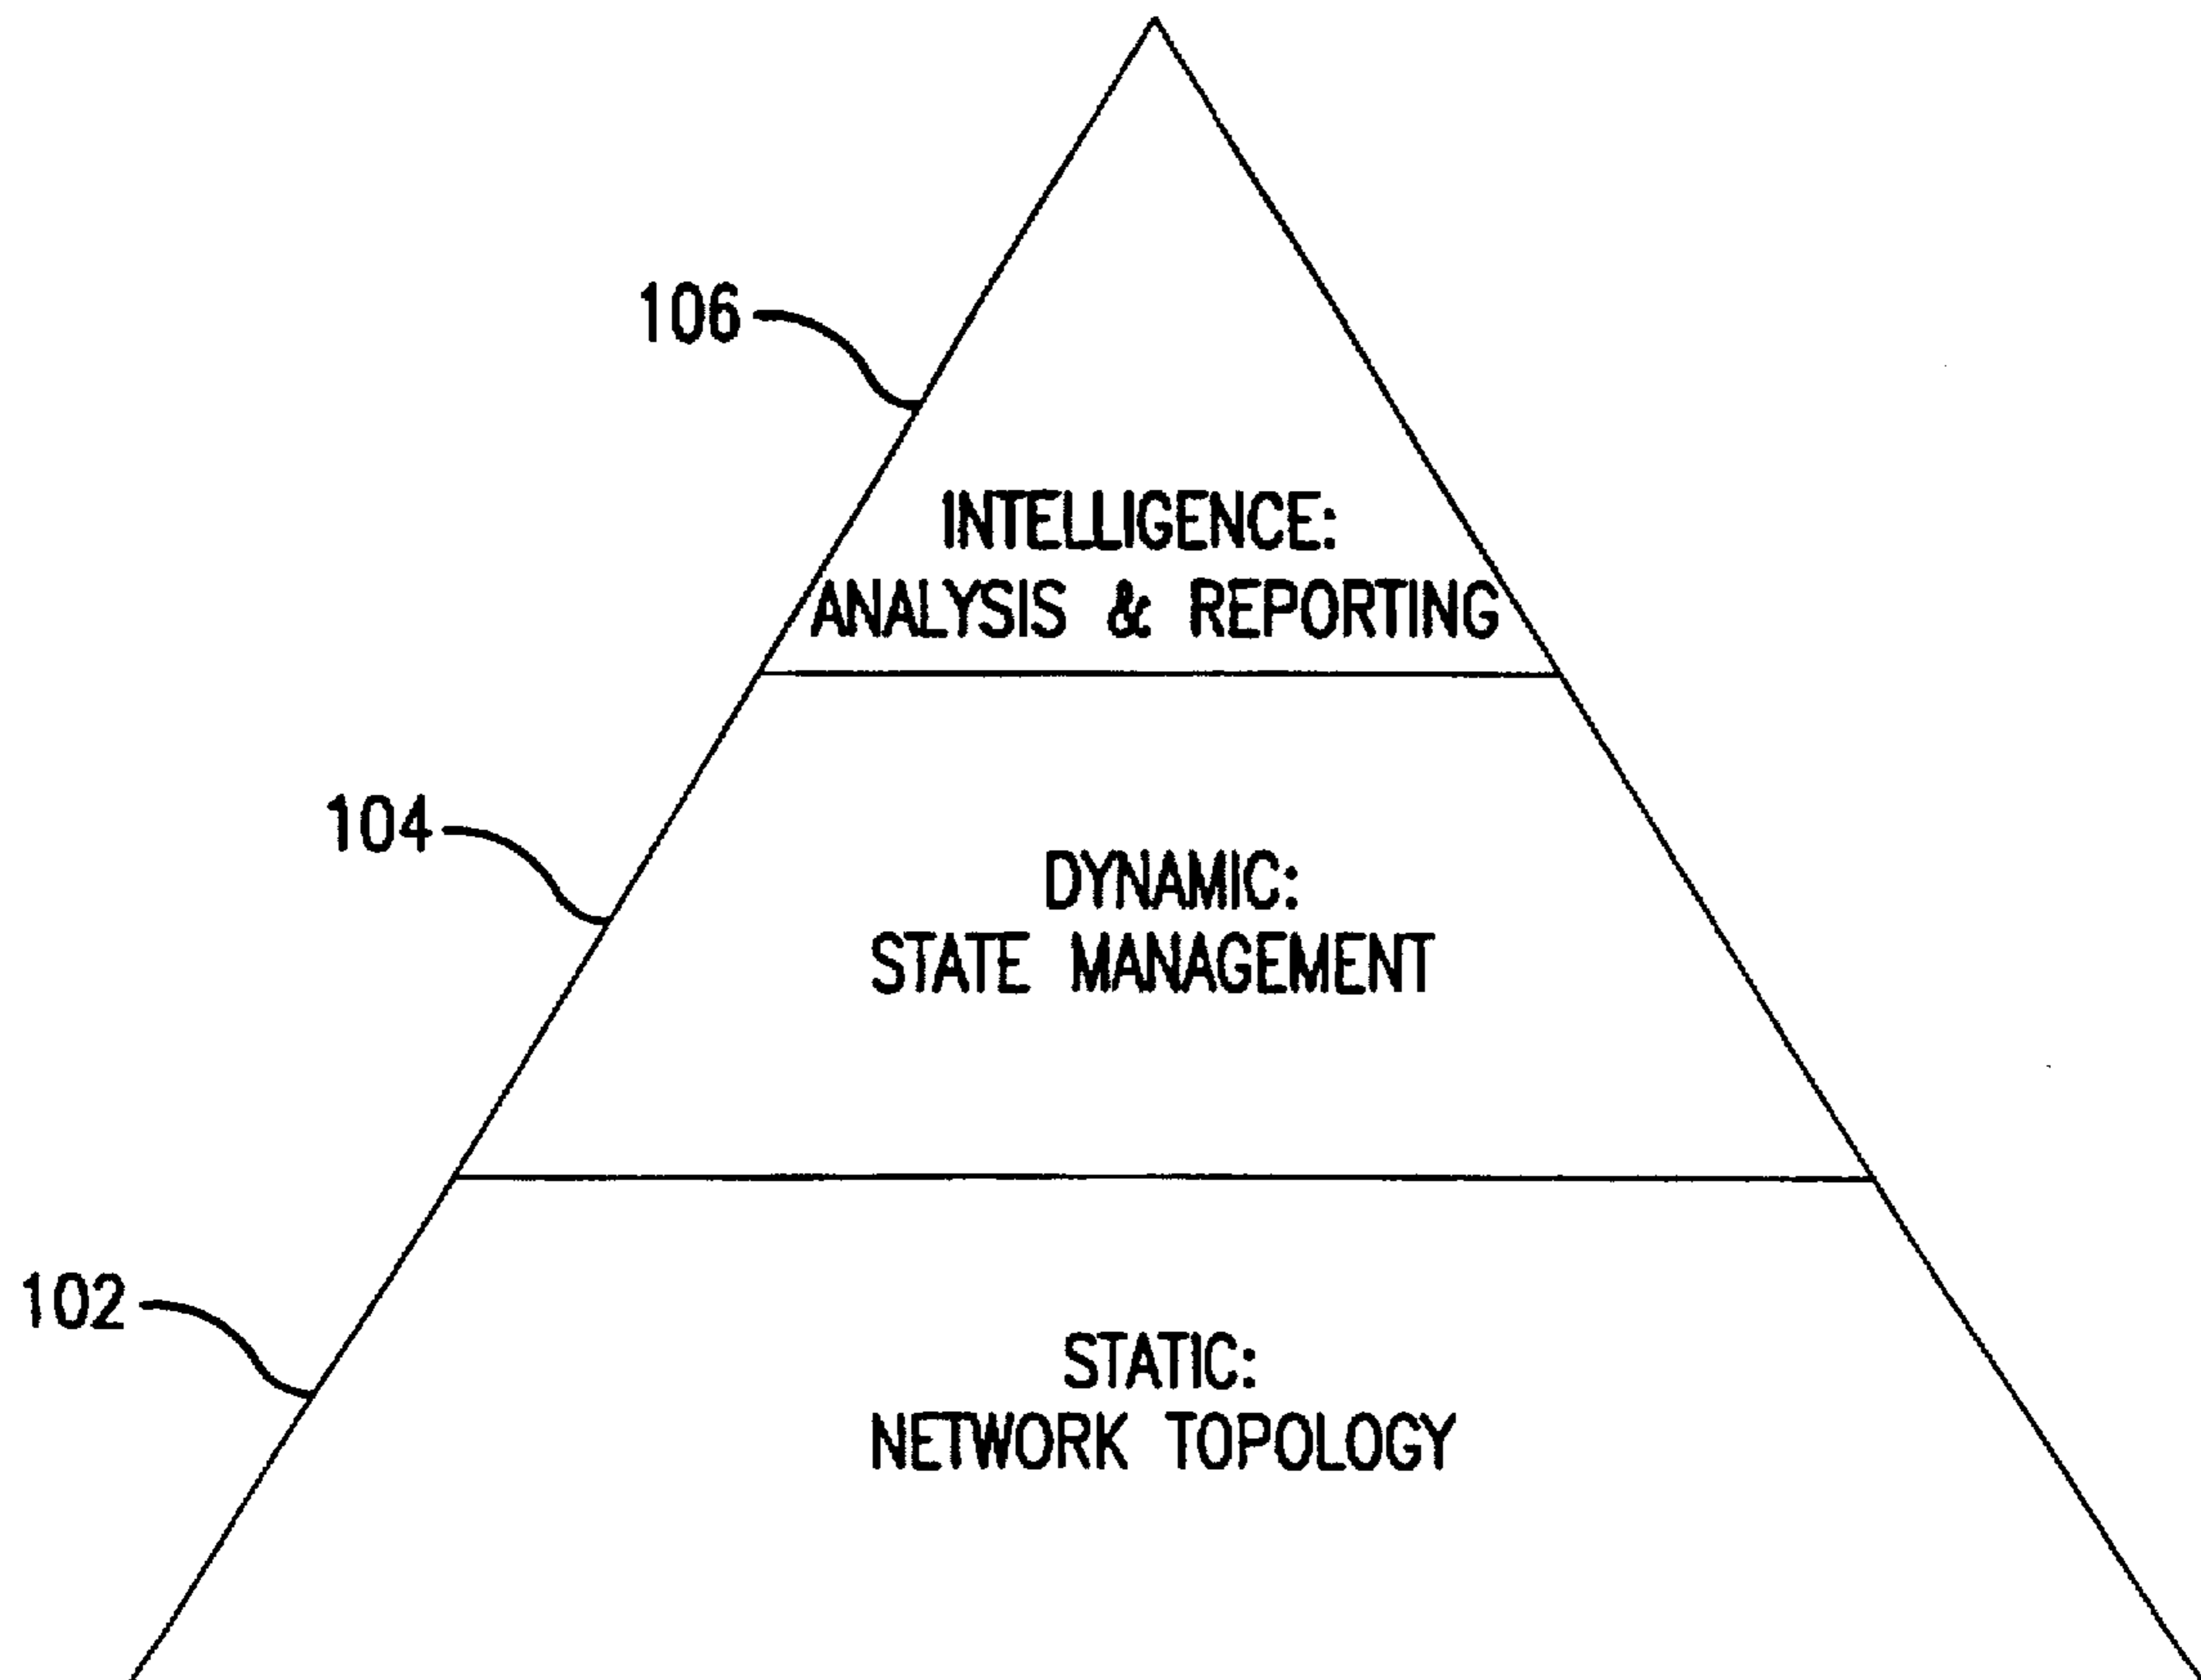 106
INTELLIGENCE:
ANALYSIS & REPORTING
104
DYNAMIC:
STATE MANAGEMENT
102
STATIC:
NETWORK TOPOLOGY